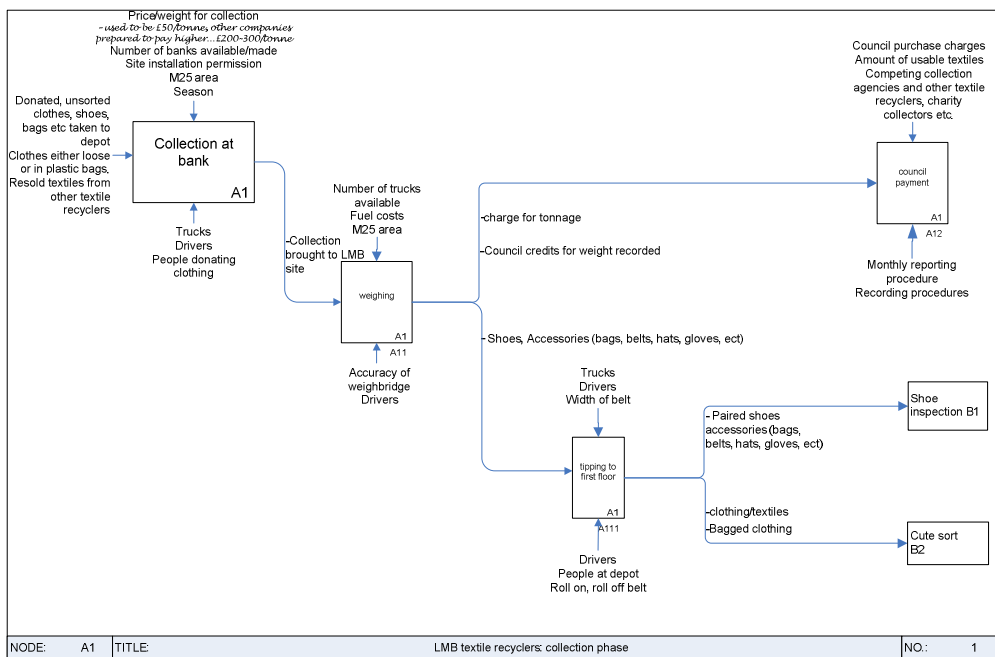 Price/weight for collection
-used to be £50/tonne, other companies
prepared to pay higher...£200-300/tonne
Number of banks available/made
Site installation permission
M25 area
Season
Donated, unsorted
clothes, shoes,
bags etc taken to
depot
Clothes either loose
or in plastic bags.
Resold textiles from
other textile
recyclers
Collection at
bank
A1
Trucks
Drivers
People donating
clothing
-Collection
brought to LMB
site
Number of trucks
available
Fuel costs
M25 area
weighing
A1
A11
Accuracy of
weighbridge
Drivers
-charge for tonnage
-Council credits for weight recorded
Council purchase charges
Amount of usable textiles
Competing collection
agencies and other textile
recyclers, charity
collectors etc.
council
payment
A1
A12
Monthly reporting
procedure
Recording procedures
- Shoes, Accessories (bags, belts, hats, gloves, ect)
Trucks
Drivers
Width of belt
tipping to
first floor
A1
A111
Drivers
People at depot
Roll on, roll off belt
- Paired shoes
accessories (bags,
belts, hats, gloves, ect)
Shoe
inspection B1
-clothing/textiles
-Bagged clothing
Cute sort
B2
NODE: A1 TITLE: LMB textile recyclers: collection phase NO.: 1